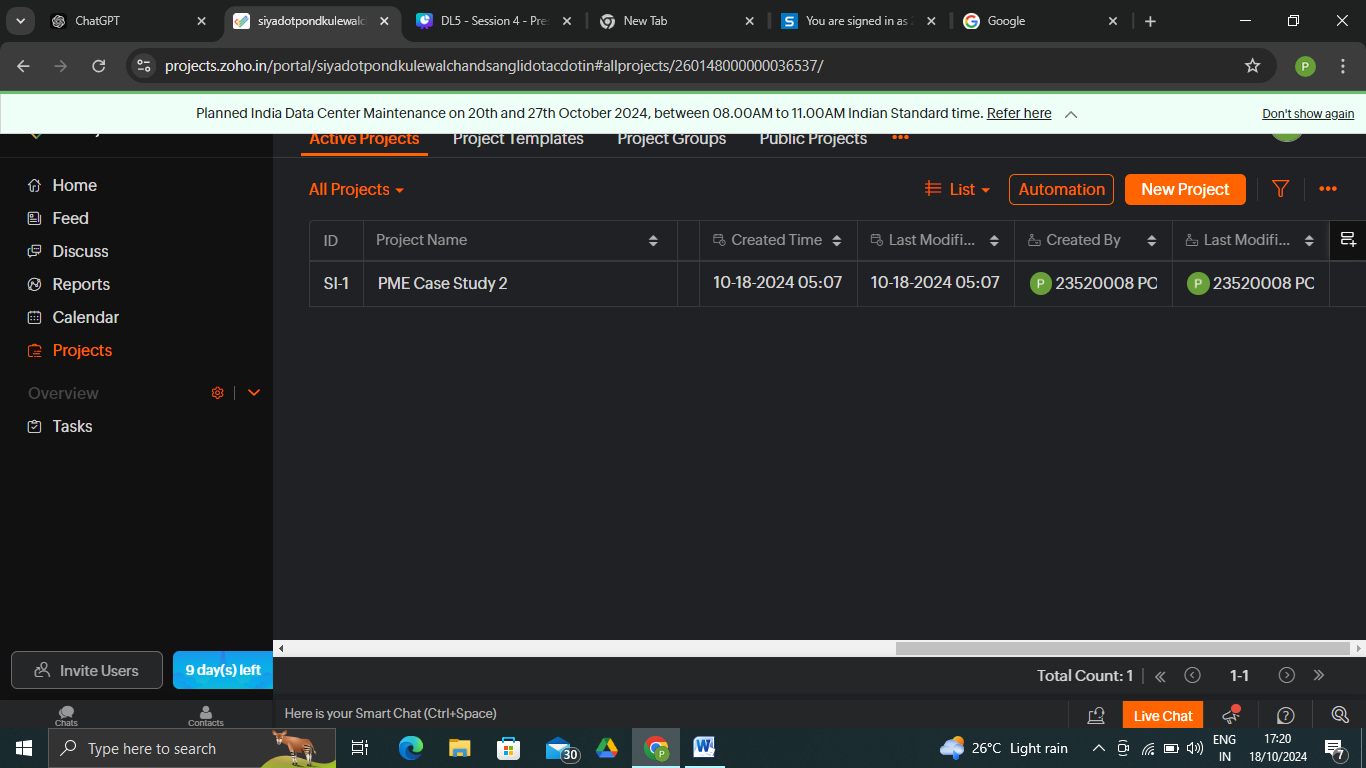 ChatGPT
siyadotpondkulewalc
DL5 - Session 4 - Pre
New Tab
S You are signed in as
Google
projects.zoho.in/portal/siyadotpondkulewalchandsanglidotacdotin#allprojects/260148000000036537/
P
Planned India Data Center Maintenance on 20th and 27th October 2024, between 08.00AM to 11.00AM Indian Standard time. Refer here
Don't show again
Active Projects Project Templates Project Groups Public Projects
Home
Feed
Discuss
Reports
Calendar
Projects
Overview
Tasks
All Projects
List
Automation
New Project
ID Project Name Created Time Last Modifi... Created By Last Modifi...
SI-1 PME Case Study 2 10-18-2024 05:07 10-18-2024 05:07 P 23520008 PO P 23520008 PO
Invite Users
9 day(s) left
Total Count: 1
1-1
Chats
Contacts
Here is your Smart Chat (Ctrl+Space)
Live Chat
Type here to search
30
P
W
26°C Light rain
ENG
IN
17:20
18/10/2024
7